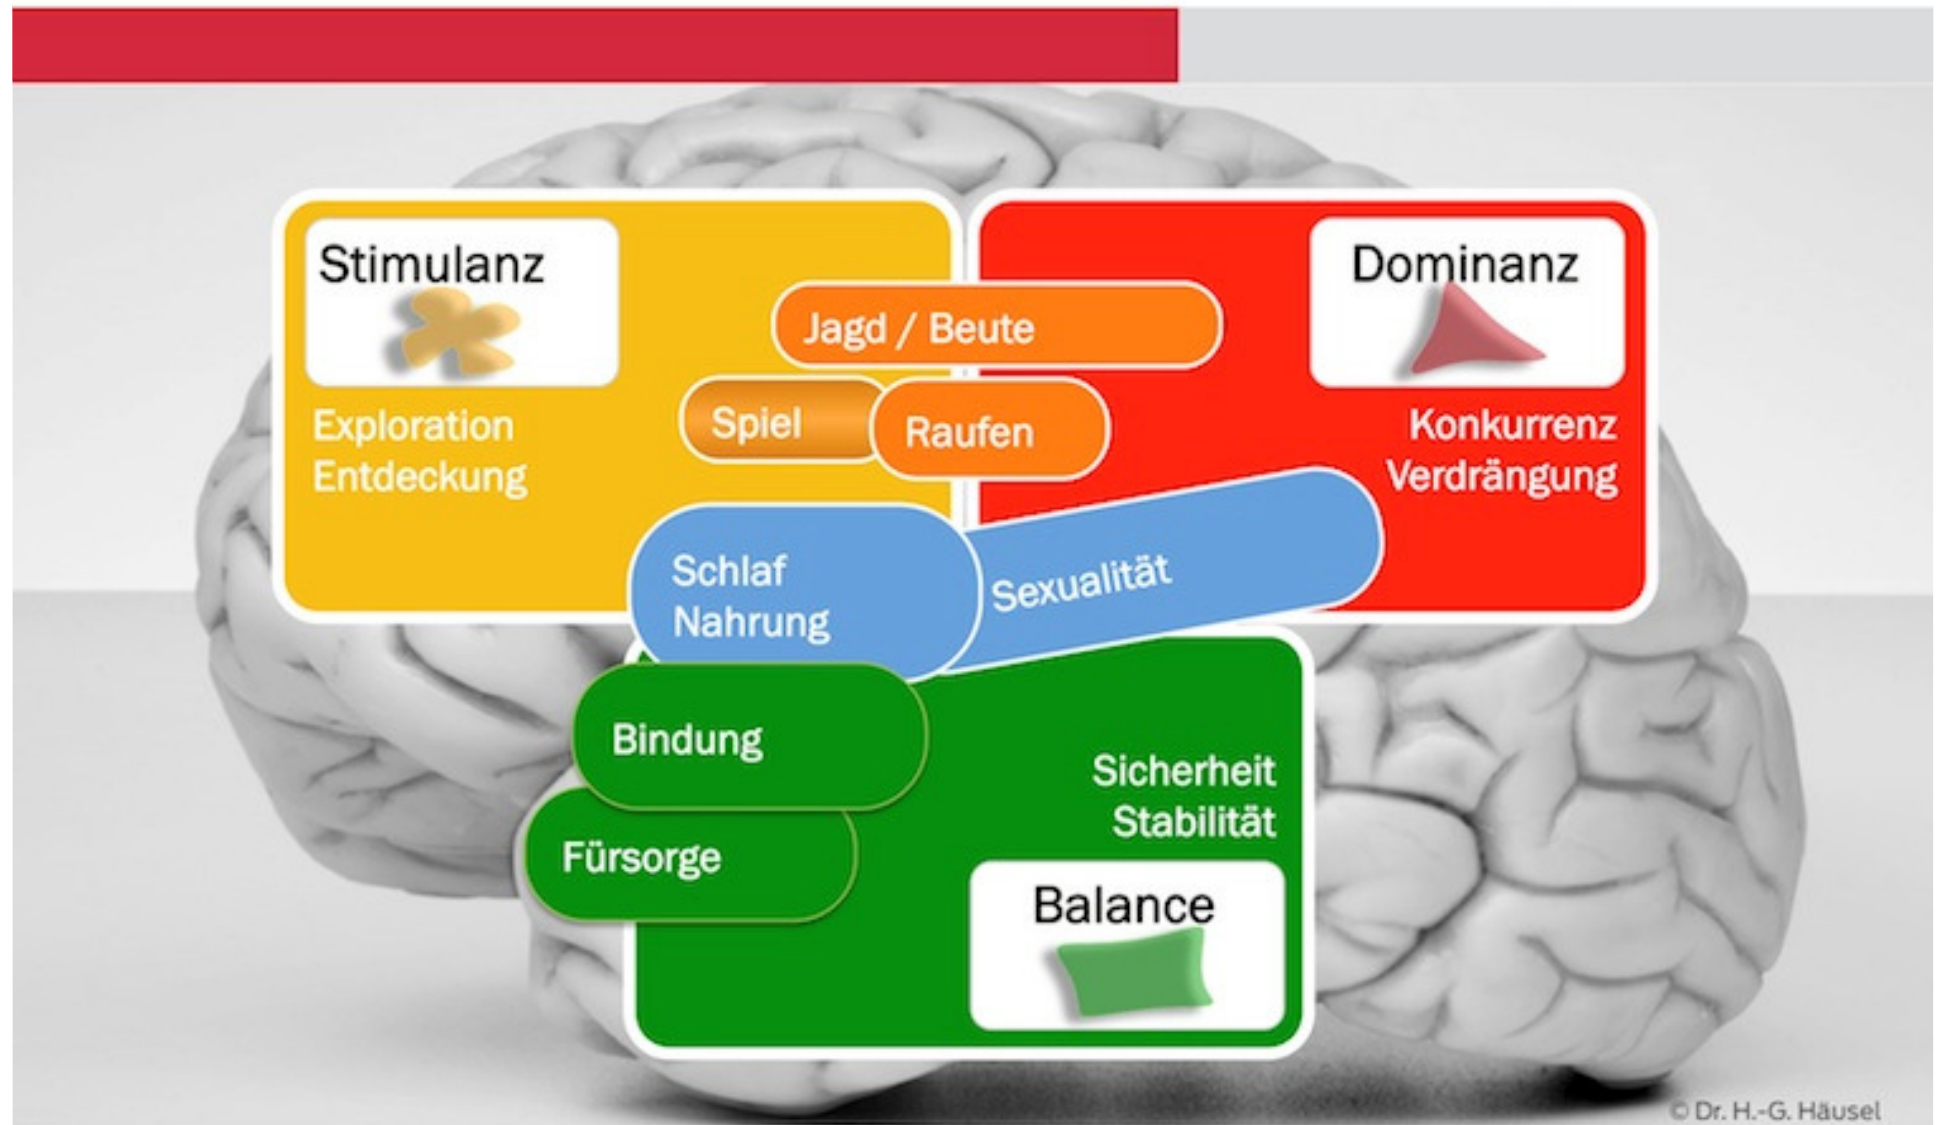 Stimulanz
Exploration
Entdeckung
Jagd / Beute
Spiel
Raufen
Dominanz
Konkurrenz
Verdrängung
Schlaf
Nahrung
Sexualität
Bindung
Fürsorge
Sicherheit
Stabilität
Balance
© Dr. H.-G. Häusel